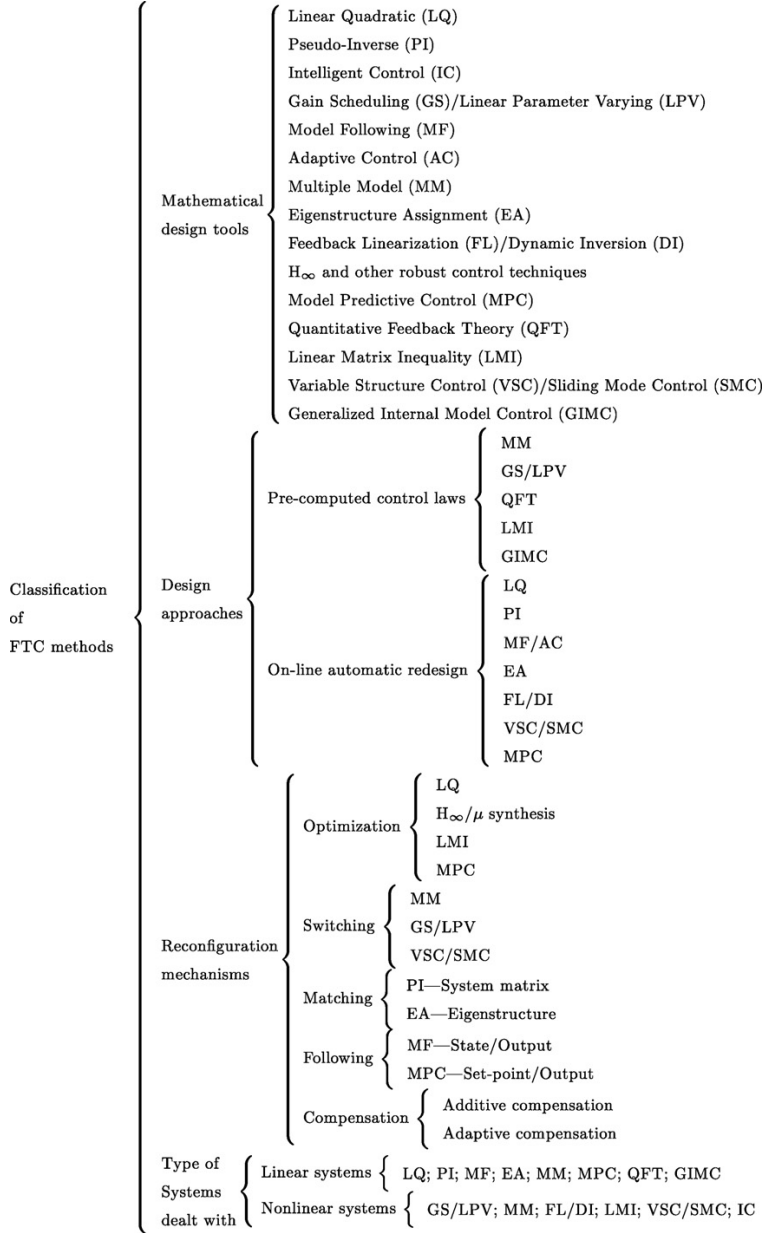 Classification
of
FTC methods
Mathematical
design tools
Linear Quadratic (LQ)
Pseudo-Inverse (PI)
Intelligent Control (IC)
Gain Scheduling (GS)/Linear Parameter Varying (LPV)
Model Following (MF)
Adaptive Control (AC)
Multiple Model (MM)
Eigenstructure Assignment (EA)
Feedback Linearization (FL)/Dynamic Inversion (DI)
H∞ and other robust control techniques
Model Predictive Control (MPC)
Quantitative Feedback Theory (QFT)
Linear Matrix Inequality (LMI)
Variable Structure Control (VSC)/Sliding Mode Control (SMC)
Generalized Internal Model Control (GIMC)
Design
approaches
Pre-computed control laws
MM
GS/LPV
QFT
LMI
GIMC
On-line automatic redesign
LQ
PI
MF/AC
EA
FL/DI
VSC/SMC
MPC
Reconfiguration
mechanisms
Optimization
LQ
H∞/μ synthesis
LMI
MPC
Switching
MM
GS/LPV
VSC/SMC
Matching
PI—System matrix
EA—Eigenstructure
Following
MF—State/Output
MPC—Set-point/Output
Compensation
Additive compensation
Adaptive compensation
Type of
Systems
dealt with
Linear systems
LQ; PI; MF; EA; MM; MPC; QFT; GIMC
Nonlinear systems
GS/LPV; MM; FL/DI; LMI; VSC/SMC; IC